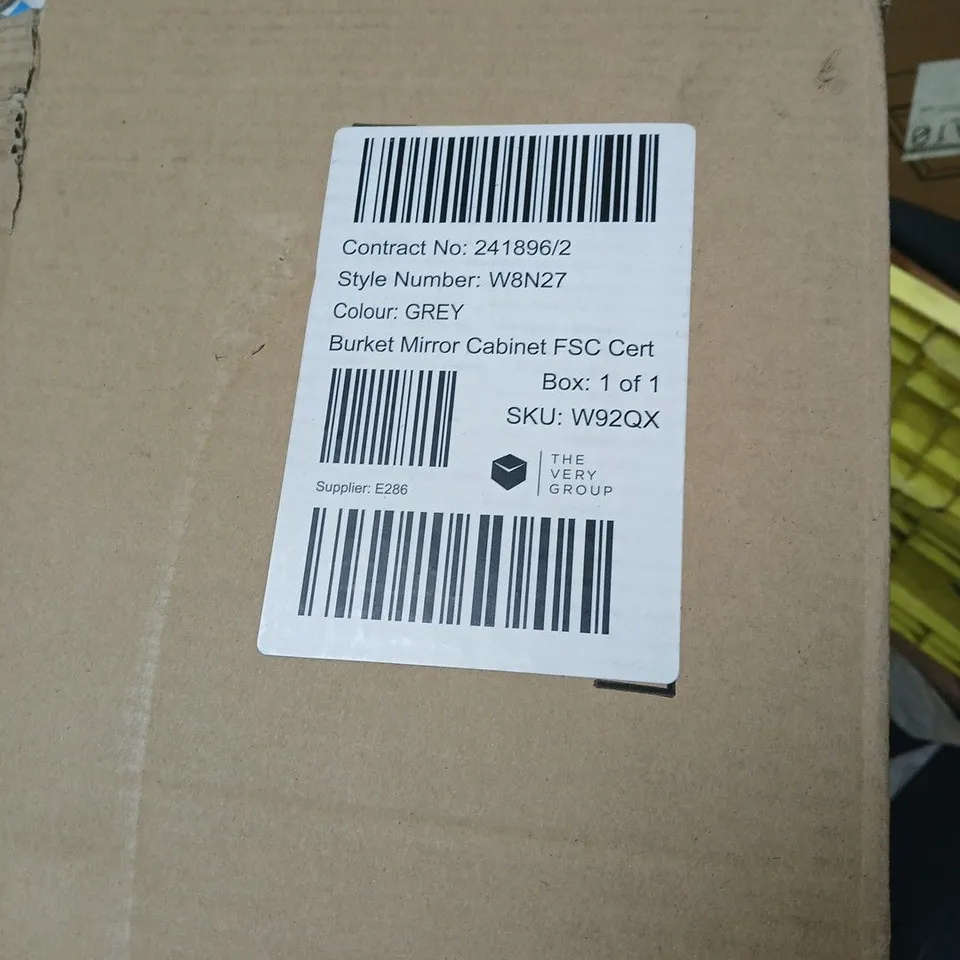 Contract No: 241896/2
Style Number: W8N27
Colour: GREY
Burket Mirror Cabinet FSC Cert
Box: 1 of 1
SKU: W92QX
Supplier: E286
THE
VERY
GROUP